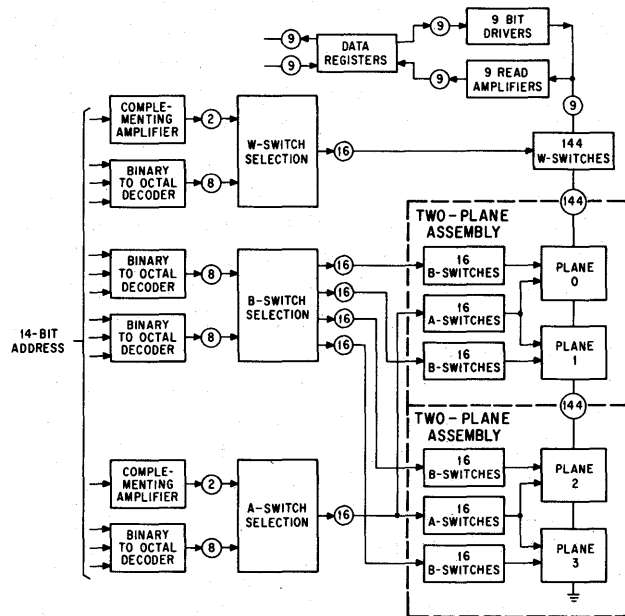 9 BIT
DRIVERS
9
9
DATA
REGISTERS
9
9
9 READ
AMPLIFIERS
9
COMPLE-
MENTING
AMPLIFIER
2
W-SWITCH
SELECTION
16
144
W-SWITCHES
BINARY
TO OCTAL
DECODER
8
144
TWO-PLANE
ASSEMBLY
BINARY
TO OCTAL
DECODER
8
B-SWITCH
SELECTION
16
16
16
16
16
B-SWITCHES
PLANE
0
16
A-SWITCHES
BINARY
TO OCTAL
DECODER
8
14-BIT
ADDRESS
16
B-SWITCHES
PLANE
1
144
TWO-PLANE
ASSEMBLY
16
B-SWITCHES
PLANE
2
COMPLE-
MENTING
AMPLIFIER
2
A-SWITCH
SELECTION
16
16
A-SWITCHES
BINARY
TO OCTAL
DECODER
8
16
B-SWITCHES
PLANE
3